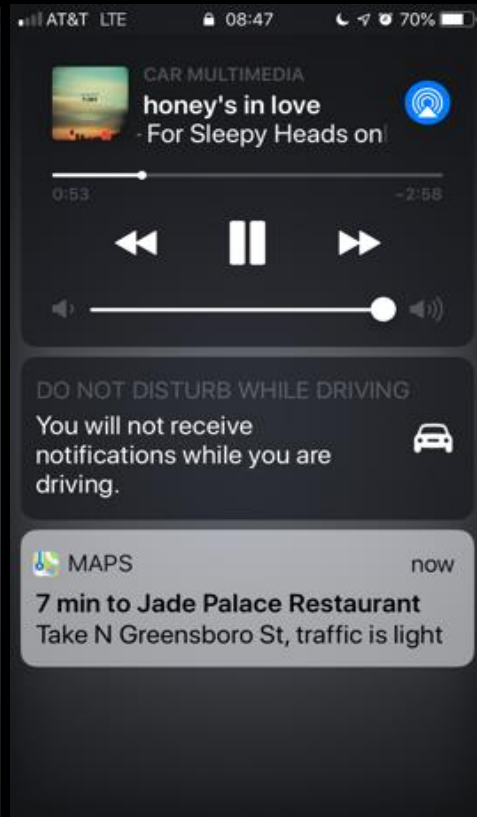 AT&T LTE 08:47 70%
CAR MULTIMEDIA
honey's in love
- For Sleepy Heads on
0:53 -2:58
DO NOT DISTURB WHILE DRIVING
You will not receive
notifications while you are
driving.
MAPS now
7 min to Jade Palace Restaurant
Take N Greensboro St, traffic is light